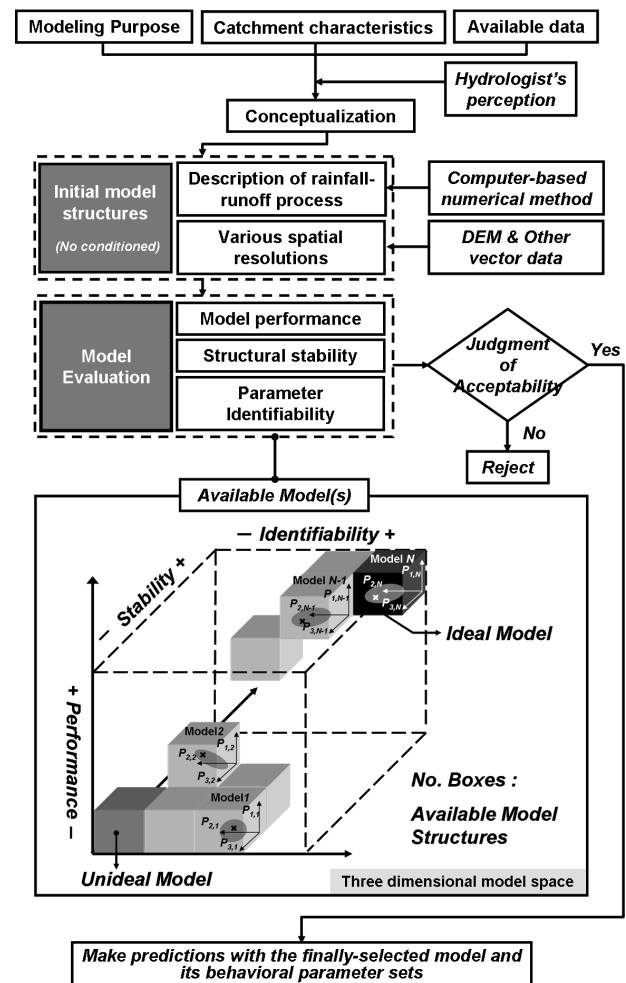 Modeling Purpose
Catchment characteristics
Available data
Hydrologist's
perception
Conceptualization
Initial model
structures
(No conditioned)
Description of rainfall-
runoff process
Computer-based
numerical method
Various spatial
resolutions
DEM & Other
vector data
Model
Evaluation
Model performance
Structural stability
Parameter
Identifiability
Judgment
of
Acceptability
Yes
No
Reject
Available Model(s)
− Identifiability +
− Stability +
+ Performance −
Model N
P1,N
P2,N
P3,N
Model N-1
P1,N-1
P2,N-1
P3,N-1
Ideal Model
Model2
P1,2
P2,2
P3,2
Model1
P1,1
P2,1
P3,1
No. Boxes :
Available Model
Structures
Unideal Model
Three dimensional model space
Make predictions with the finally-selected model and
its behavioral parameter sets